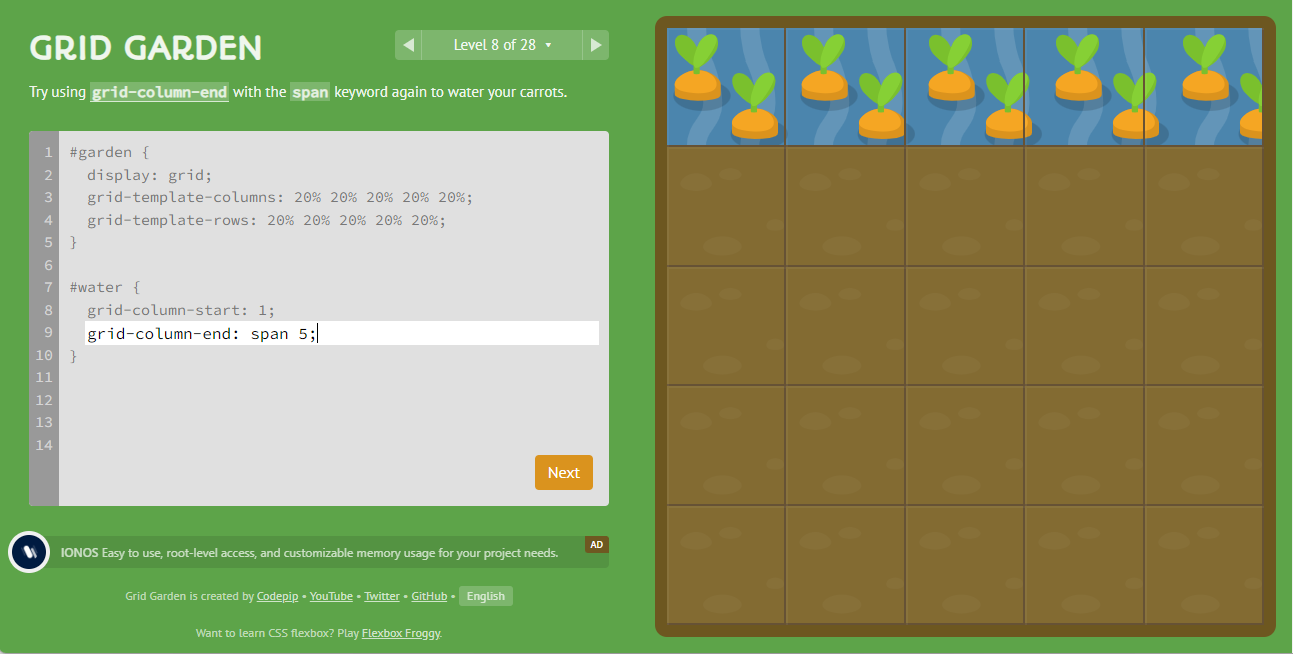 GRID GARDEN
Level 8 of 28
Try using grid-column-end with the span keyword again to water your carrots.
1 #garden {
2 display: grid;
3 grid-template-columns: 20% 20% 20% 20% 20%;
4 grid-template-rows: 20% 20% 20% 20% 20%;
5 }
6
7 #water {
8 grid-column-start: 1;
9 grid-column-end: span 5;
10 }
11
12
13
14
Next
IONOS Easy to use, root-level access, and customizable memory usage for your project needs.
AD
Grid Garden is created by Codepip • YouTube • Twitter • GitHub • English
Want to learn CSS flexbox? Play Flexbox Froggy.